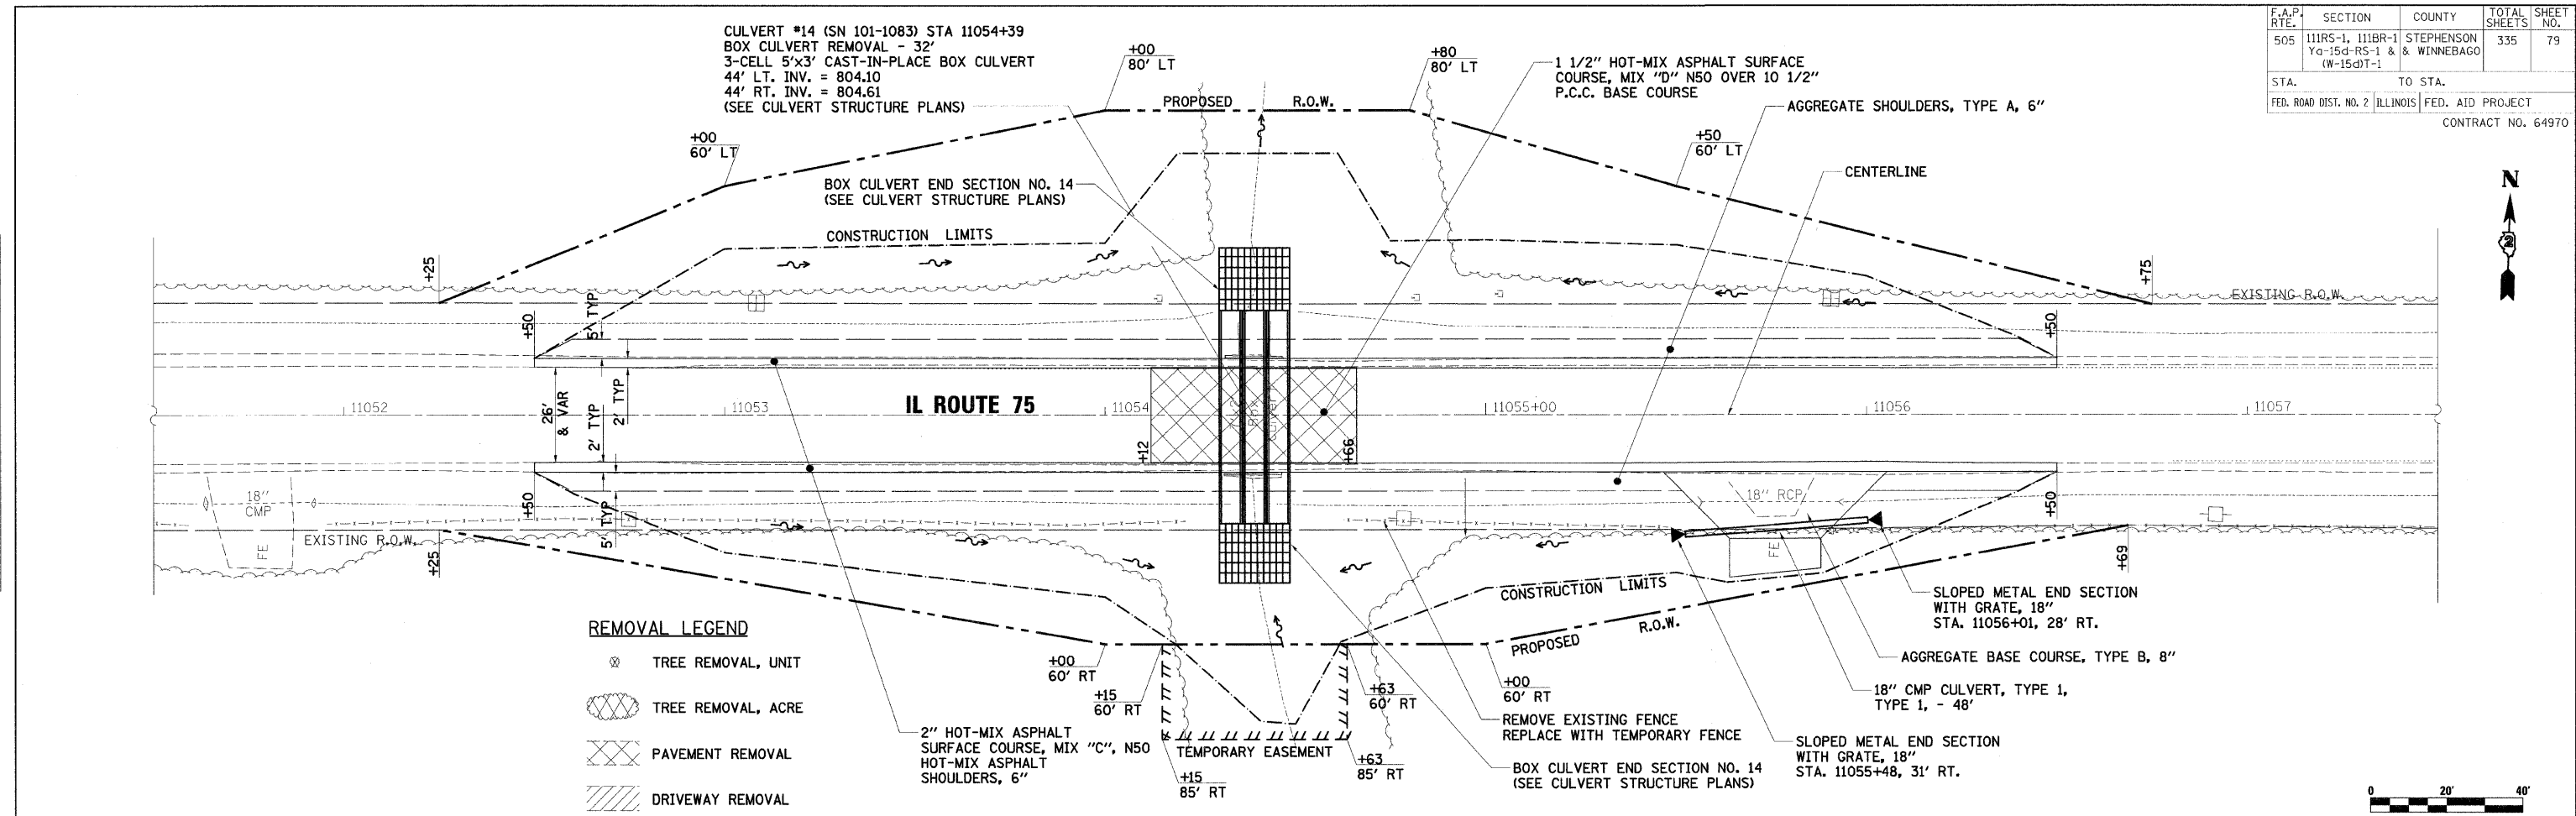 F.A.P. RTE. SECTION COUNTY TOTAL SHEETS SHEET NO.
505 111RS-1, 111BR-1 STEPHENSON 335 79
Ya-15d-RS-1 & & WINNEBAGO
(W-15d)T-1
STA. TO STA.
FED. ROAD DIST. NO. 2 ILLINOIS FED. AID PROJECT
CONTRACT NO. 64970
CULVERT #14 (SN 101-1083) STA 11054+39
BOX CULVERT REMOVAL - 32'
3-CELL 5'x3' CAST-IN-PLACE BOX CULVERT
44' LT. INV. = 804.10
44' RT. INV. = 804.61
(SEE CULVERT STRUCTURE PLANS)
+00
80' LT
+80
80' LT
1 1/2" HOT-MIX ASPHALT SURFACE
COURSE, MIX "D" N50 OVER 10 1/2"
P.C.C. BASE COURSE
PROPOSED R.O.W.
AGGREGATE SHOULDERS, TYPE A, 6"
+00
60' LT
+50
60' LT
CENTERLINE
N
2
BOX CULVERT END SECTION NO. 14
(SEE CULVERT STRUCTURE PLANS)
CONSTRUCTION LIMITS
+25
+75
EXISTING R.O.W.
+50
5' TYP
+50
26'
& VAR
2' TYP
2' TYP
11052
11053
IL ROUTE 75
11054
11055+00
11056
11057
+12
+66
18"
CMP
FE
+50
5' TYP
18" RCP
FE
+50
EXISTING R.O.W.
+25
+69
CONSTRUCTION LIMITS
SLOPED METAL END SECTION
WITH GRATE, 18"
STA. 11056+01, 28' RT.
REMOVAL LEGEND
PROPOSED R.O.W.
TREE REMOVAL, UNIT
AGGREGATE BASE COURSE, TYPE B, 8"
+00
60' RT
+15
60' RT
+63
60' RT
+00
60' RT
18" CMP CULVERT, TYPE 1,
TYPE 1, - 48'
TREE REMOVAL, ACRE
REMOVE EXISTING FENCE
REPLACE WITH TEMPORARY FENCE
2" HOT-MIX ASPHALT
SURFACE COURSE, MIX "C", N50
HOT-MIX ASPHALT
SHOULDERS, 6"
TEMPORARY EASEMENT
SLOPED METAL END SECTION
WITH GRATE, 18"
STA. 11055+48, 31' RT.
PAVEMENT REMOVAL
+15
85' RT
+63
85' RT
BOX CULVERT END SECTION NO. 14
(SEE CULVERT STRUCTURE PLANS)
DRIVEWAY REMOVAL
0 20' 40'